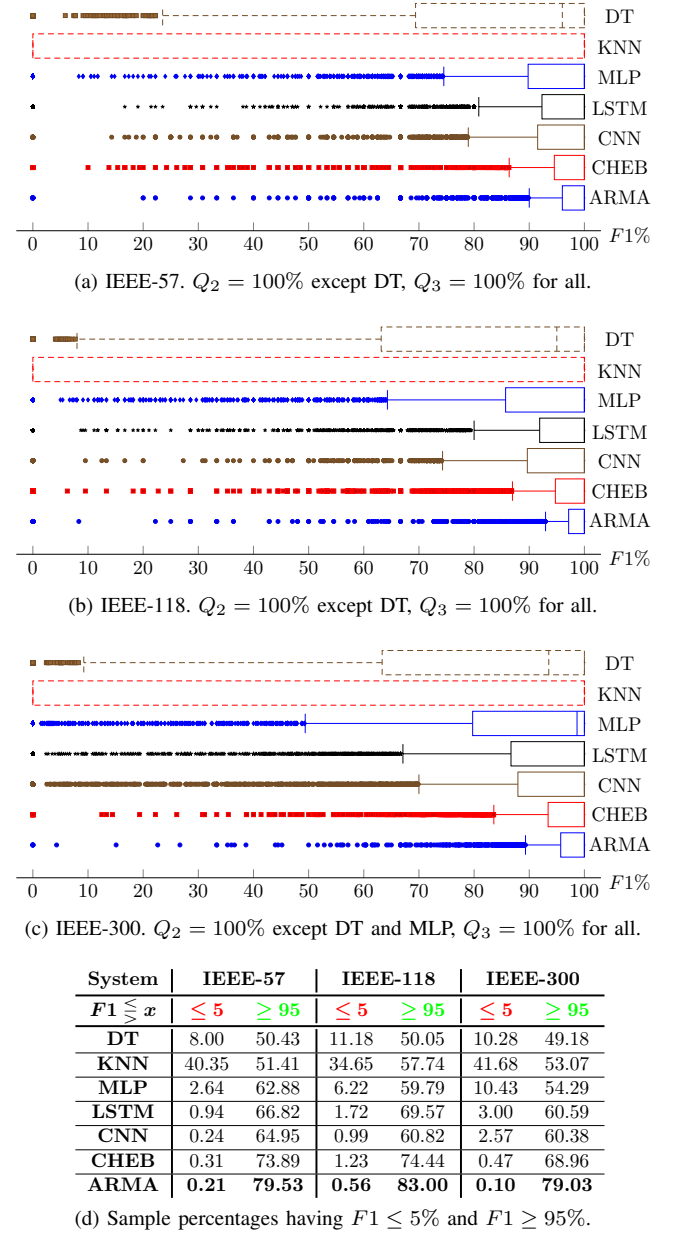 DT
KNN
MLP
LSTM
CNN
CHEB
ARMA
0 10 20 30 40 50 60 70 80 90 100 F1%
(a) IEEE-57. Q₂ = 100% except DT, Q₃ = 100% for all.
DT
KNN
MLP
LSTM
CNN
CHEB
ARMA
0 10 20 30 40 50 60 70 80 90 100 F1%
(b) IEEE-118. Q₂ = 100% except DT, Q₃ = 100% for all.
DT
KNN
MLP
LSTM
CNN
CHEB
ARMA
0 10 20 30 40 50 60 70 80 90 100 F1%
(c) IEEE-300. Q₂ = 100% except DT and MLP, Q₃ = 100% for all.
System IEEE-57 IEEE-118 IEEE-300
F1 ≤ > x ≤ 5 ≥ 95 ≤ 5 ≥ 95 ≤ 5 ≥ 95
DT 8.00 50.43 11.18 50.05 10.28 49.18
KNN 40.35 51.41 34.65 57.74 41.68 53.07
MLP 2.64 62.88 6.22 59.79 10.43 54.29
LSTM 0.94 66.82 1.72 69.57 3.00 60.59
CNN 0.24 64.95 0.99 60.82 2.57 60.38
CHEB 0.31 73.89 1.23 74.44 0.47 68.96
ARMA 0.21 79.53 0.56 83.00 0.10 79.03
(d) Sample percentages having F1 ≤ 5% and F1 ≥ 95%.